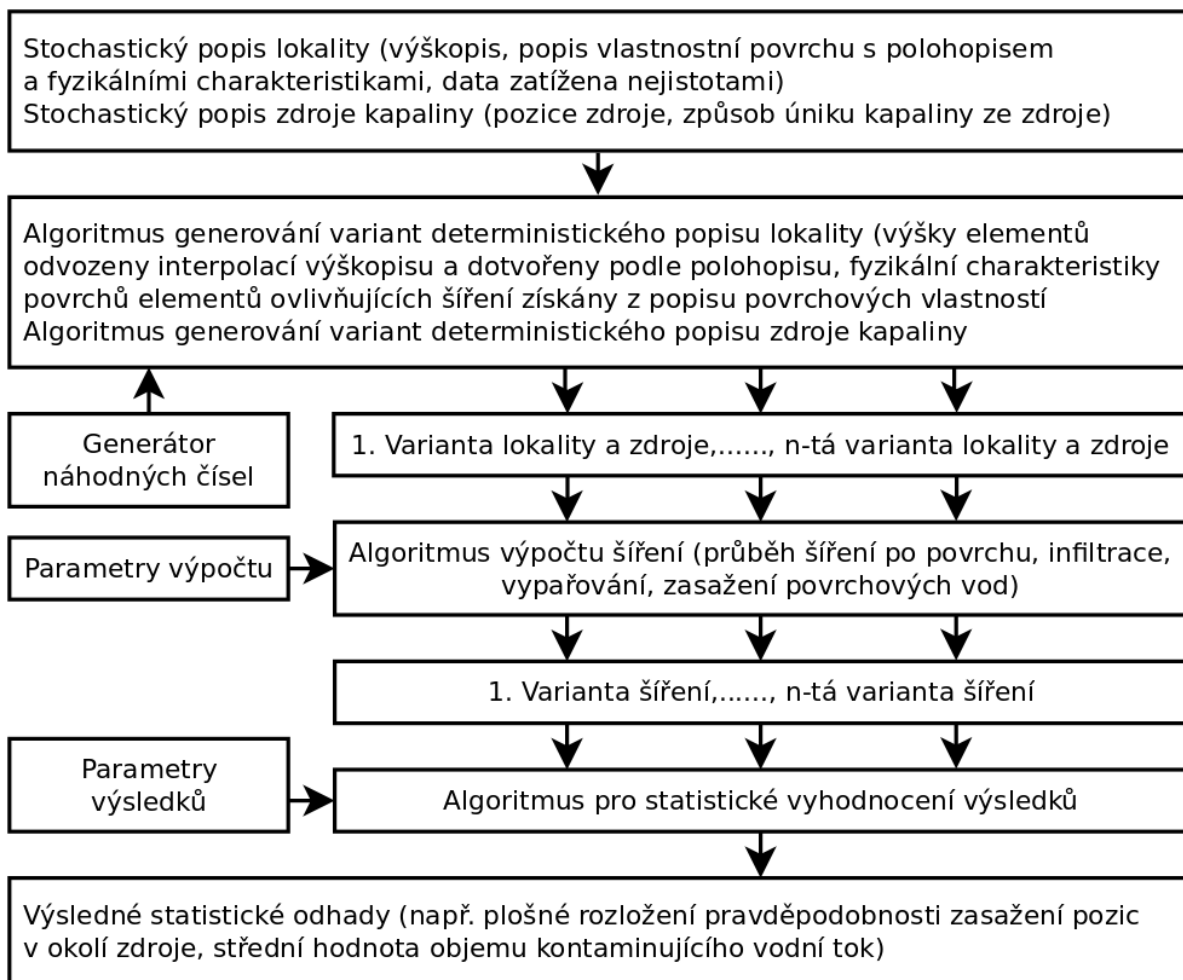 Stochastický popis lokality (výškopis, popis vlastnostní povrchu s polohopisem
a fyzikálními charakteristikami, data zatížena nejistotami)
Stochastický popis zdroje kapaliny (pozice zdroje, způsob úniku kapaliny ze zdroje)
Algoritmus generování variant deterministického popisu lokality (výšky elementů
odvozeny interpolací výškopisu a dotvořeny podle polohopisu, fyzikální charakteristiky
povrchů elementů ovlivňujících šíření získány z popisu povrchových vlastností
Algoritmus generování variant deterministického popisu zdroje kapaliny
Generátor
náhodných čísel
1. Varianta lokality a zdroje,......, n-tá varianta lokality a zdroje
Parametry výpočtu
Algoritmus výpočtu šíření (průběh šíření po povrchu, infiltrace,
vypařování, zasažení povrchových vod)
1. Varianta šíření,......, n-tá varianta šíření
Parametry
výsledků
Algoritmus pro statistické vyhodnocení výsledků
Výsledné statistické odhady (např. plošné rozložení pravděpodobnosti zasažení pozic
v okolí zdroje, střední hodnota objemu kontaminujícího vodní tok)